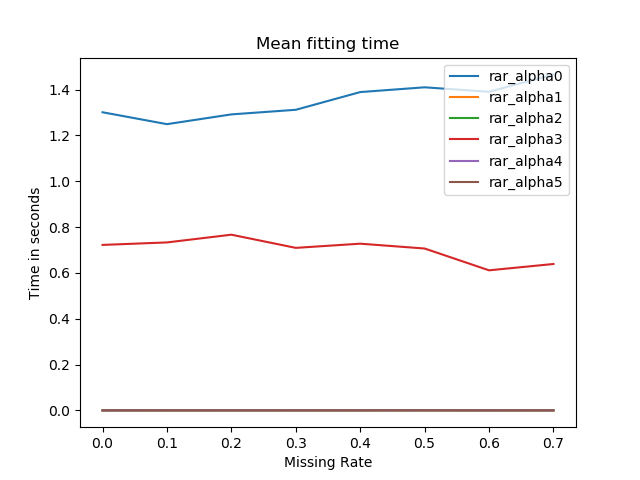 Mean fitting time
rar_alpha0
rar_alpha1
rar_alpha2
rar_alpha3
rar_alpha4
rar_alpha5
Time in seconds
1.4
1.2
1.0
0.8
0.6
0.4
0.2
0.0
0.0 0.1 0.2 0.3 0.4 0.5 0.6 0.7
Missing Rate